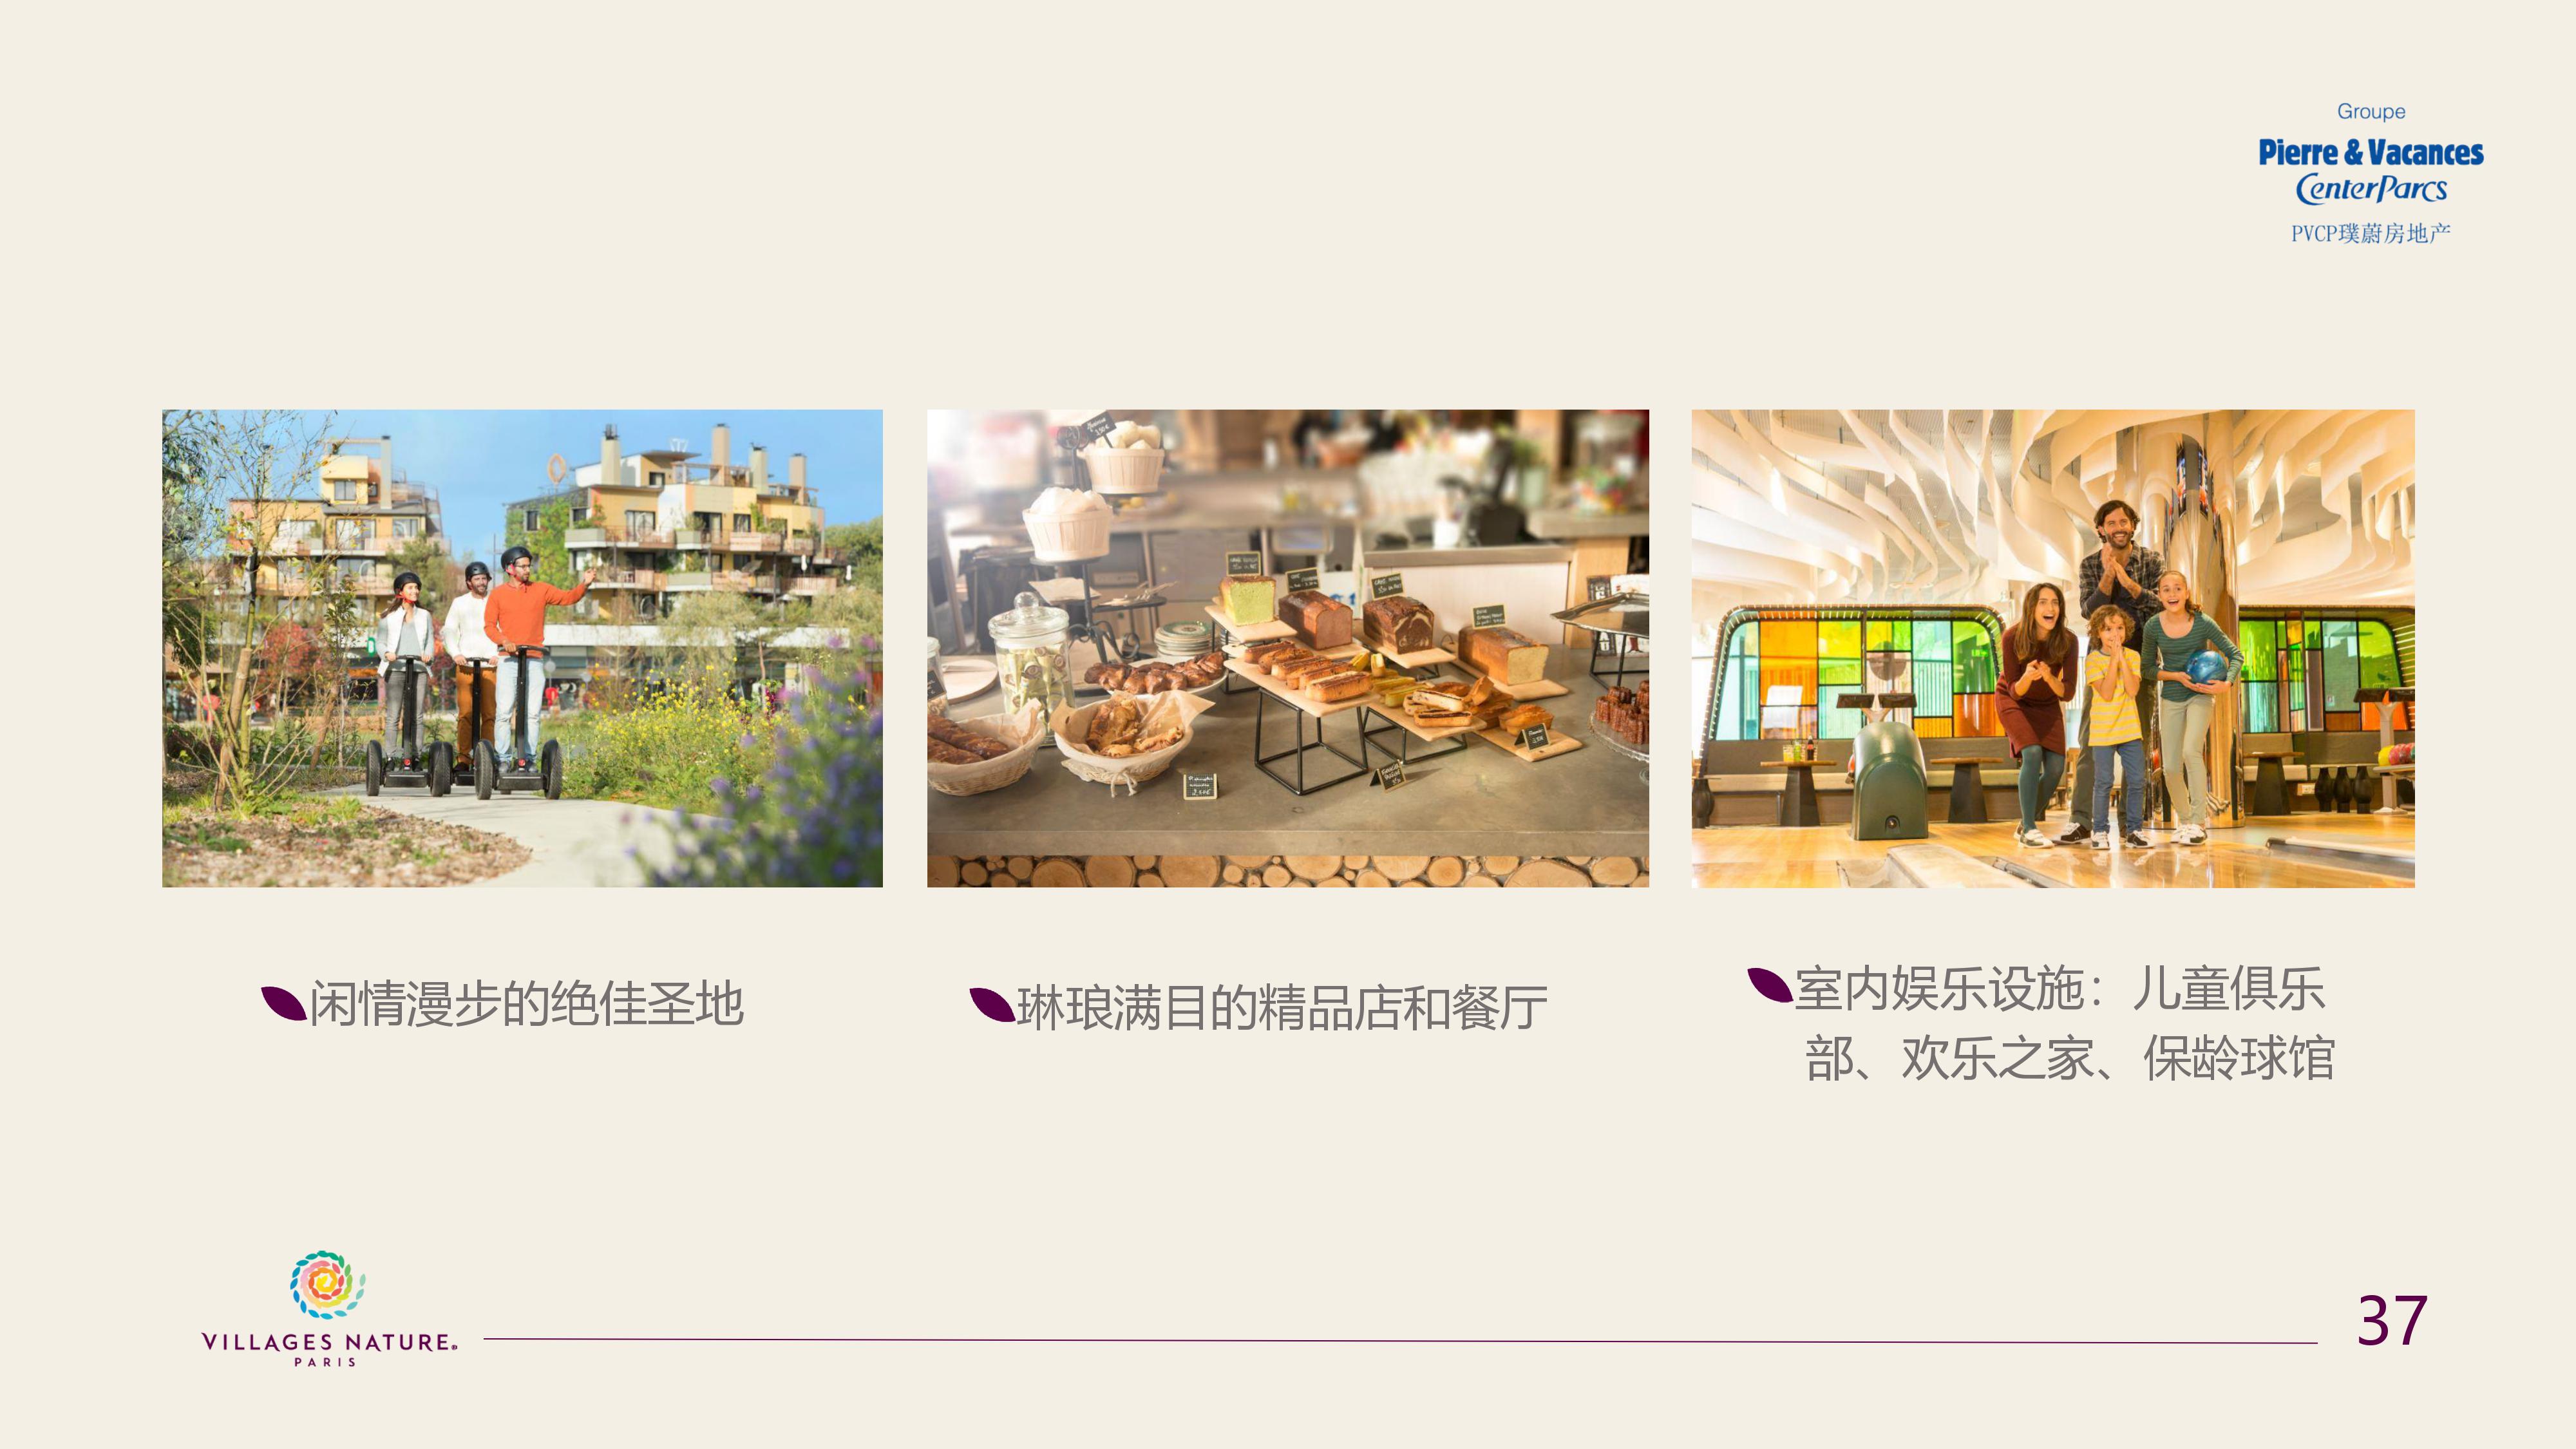 Groupe
Pierre & Vacances
CenterParcs
PVCP璞蔚房地产
闲情漫步的绝佳圣地
琳琅满目的精品店和餐厅
室内娱乐设施：儿童俱乐
部、欢乐之家、保龄球馆
VILLAGES NATURE®
PARIS
37